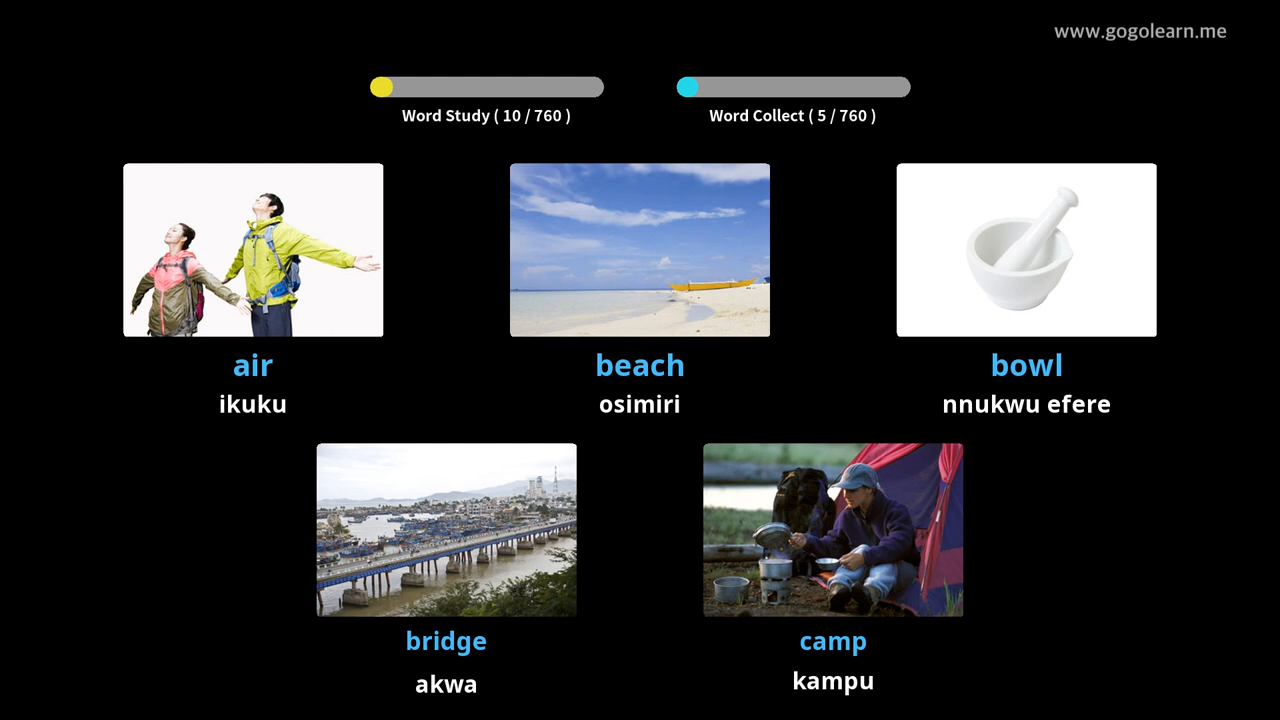 www.gogolearn.me
Word Study ( 10 / 760 )
Word Collect ( 5 / 760 )
air
ikuku
beach
osimiri
bowl
nnukwu efere
bridge
akwa
camp
kampu